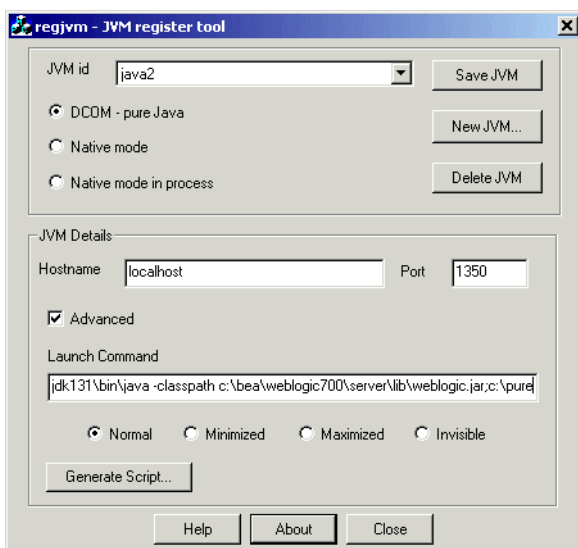 regjvm - JVM register tool
JVM id java2 Save JVM
DCOM - pure Java
New JVM...
Native mode
Native mode in process Delete JVM
JVM Details
Hostname localhost Port 1350
Advanced
Launch Command
jdk131\bin\java -classpath c:\bea\weblogic700\server\lib\weblogic.jar;c:\pure
Normal Minimized Maximized Invisible
Generate Script...
Help About Close